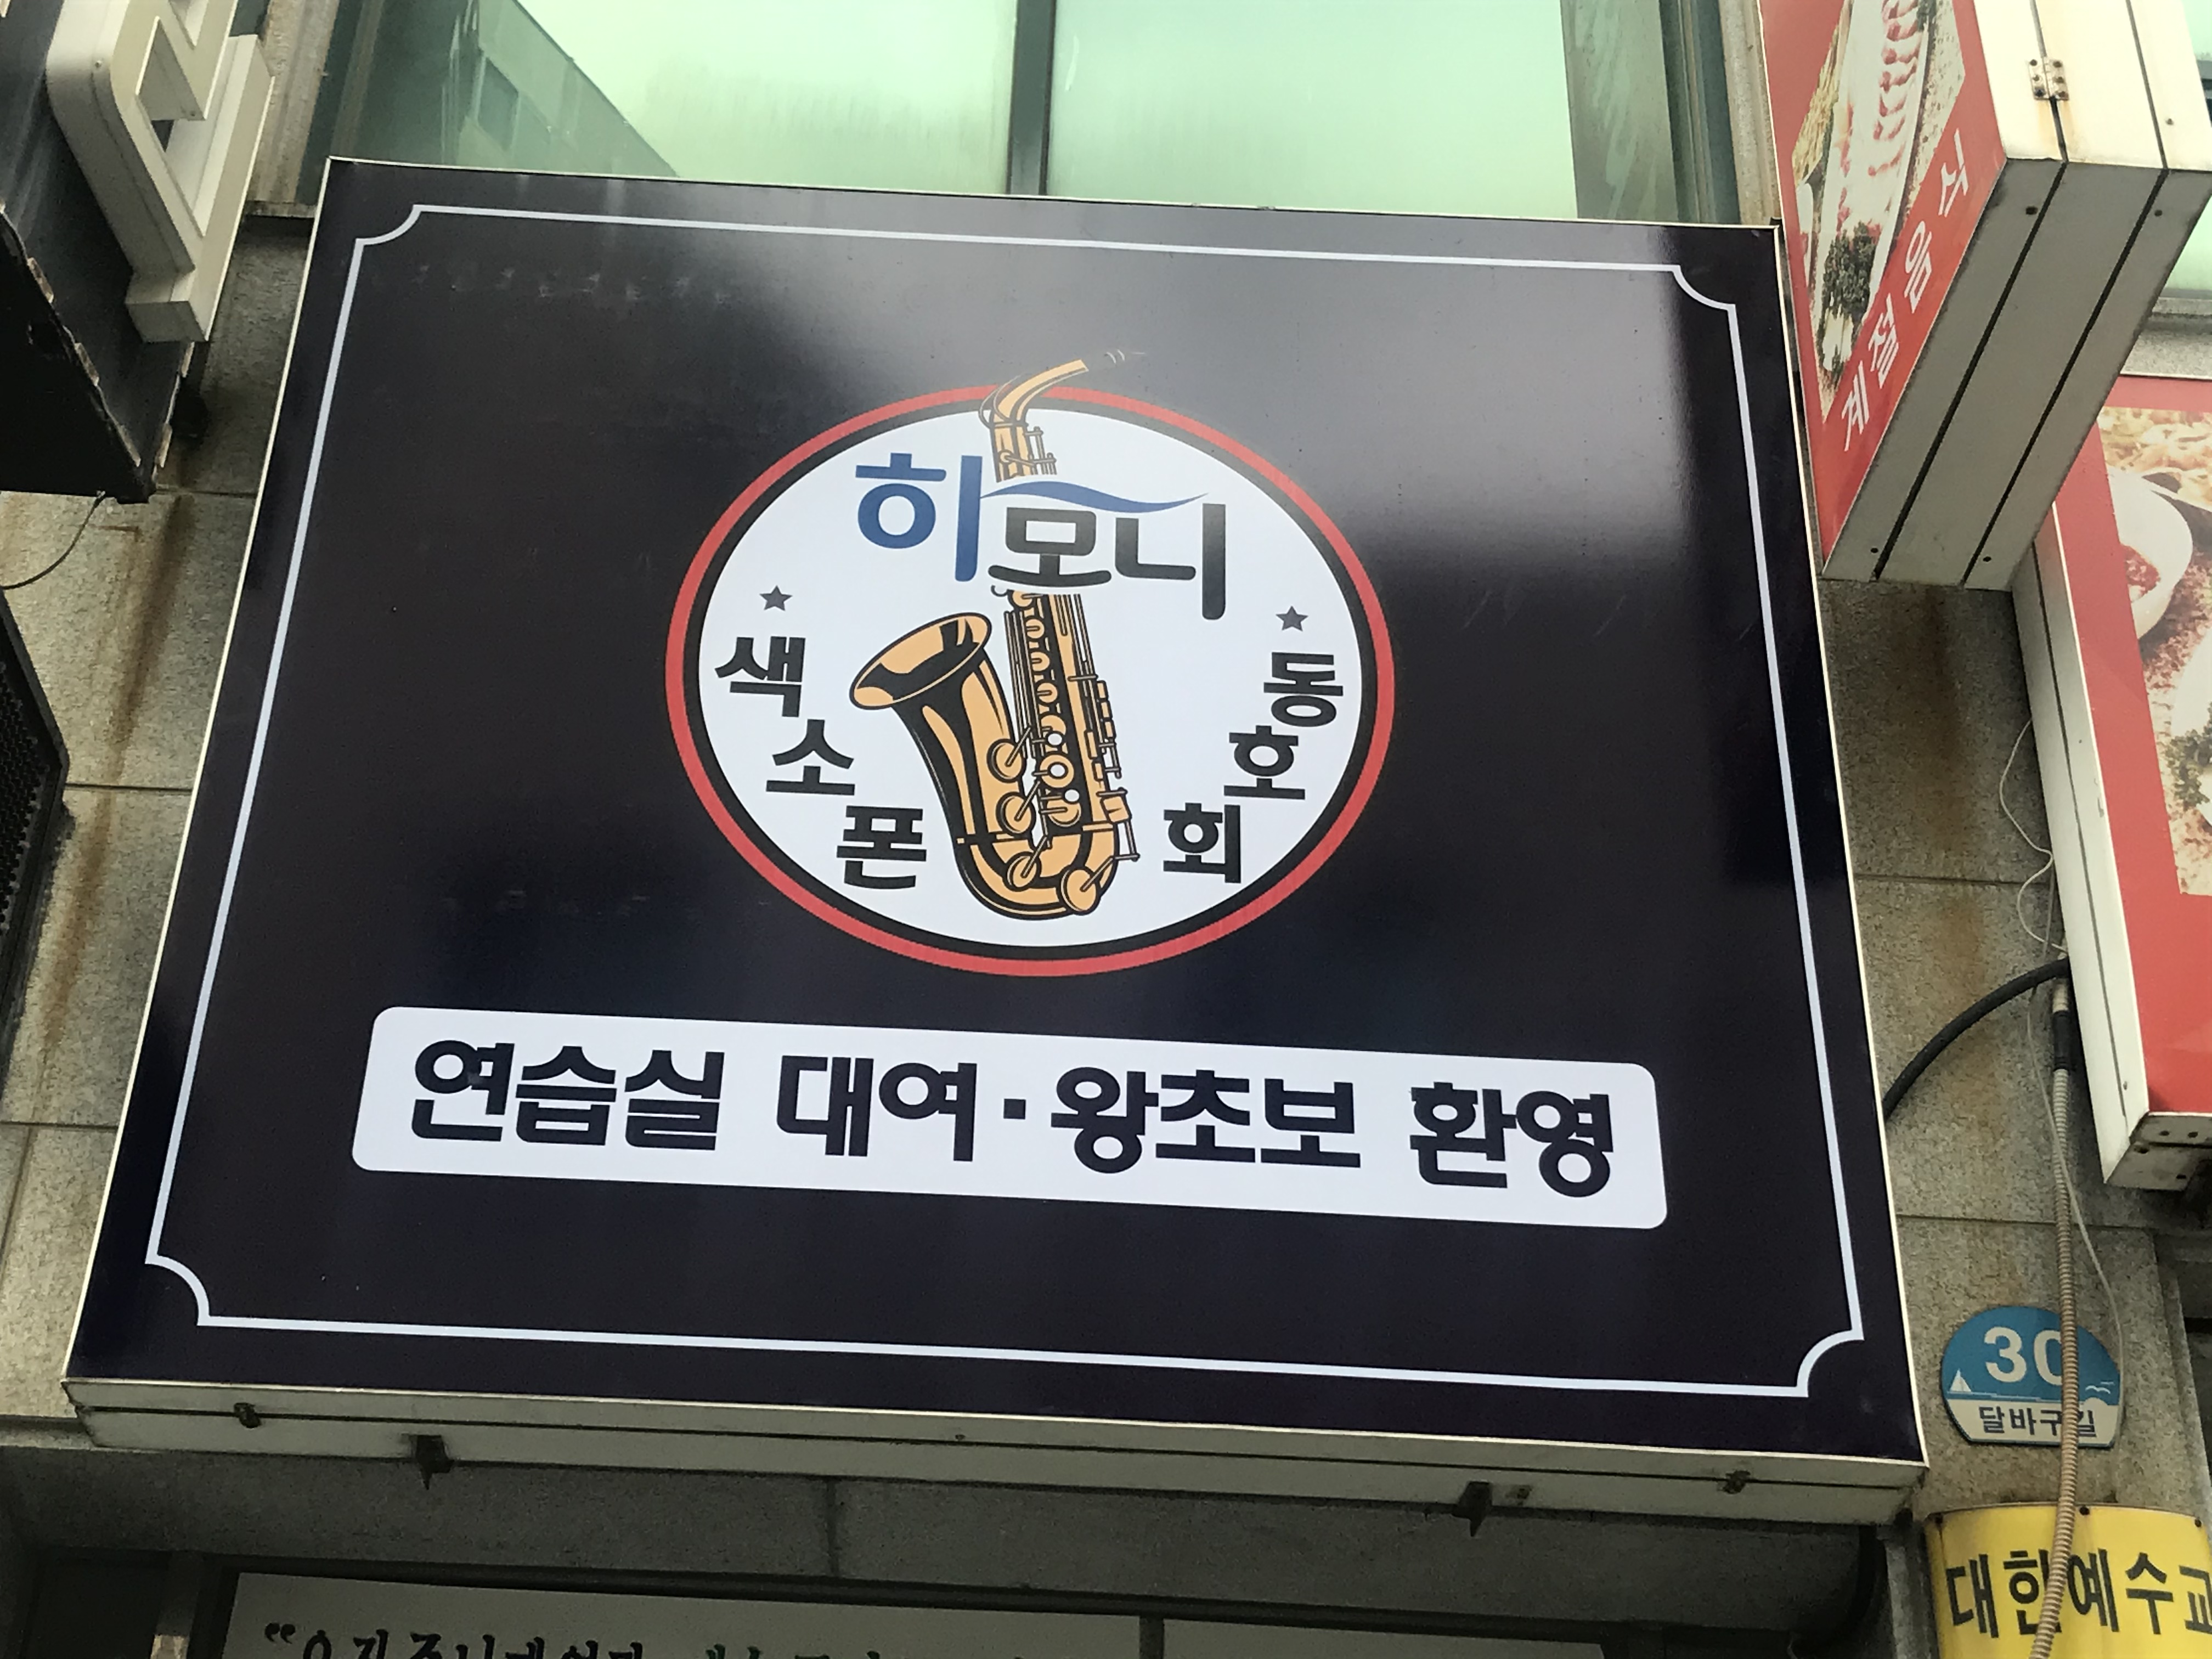 하모니
색소폰
동호회
연습실 대여·왕초보 환영
계절음식
30
달바구길
대한예수교